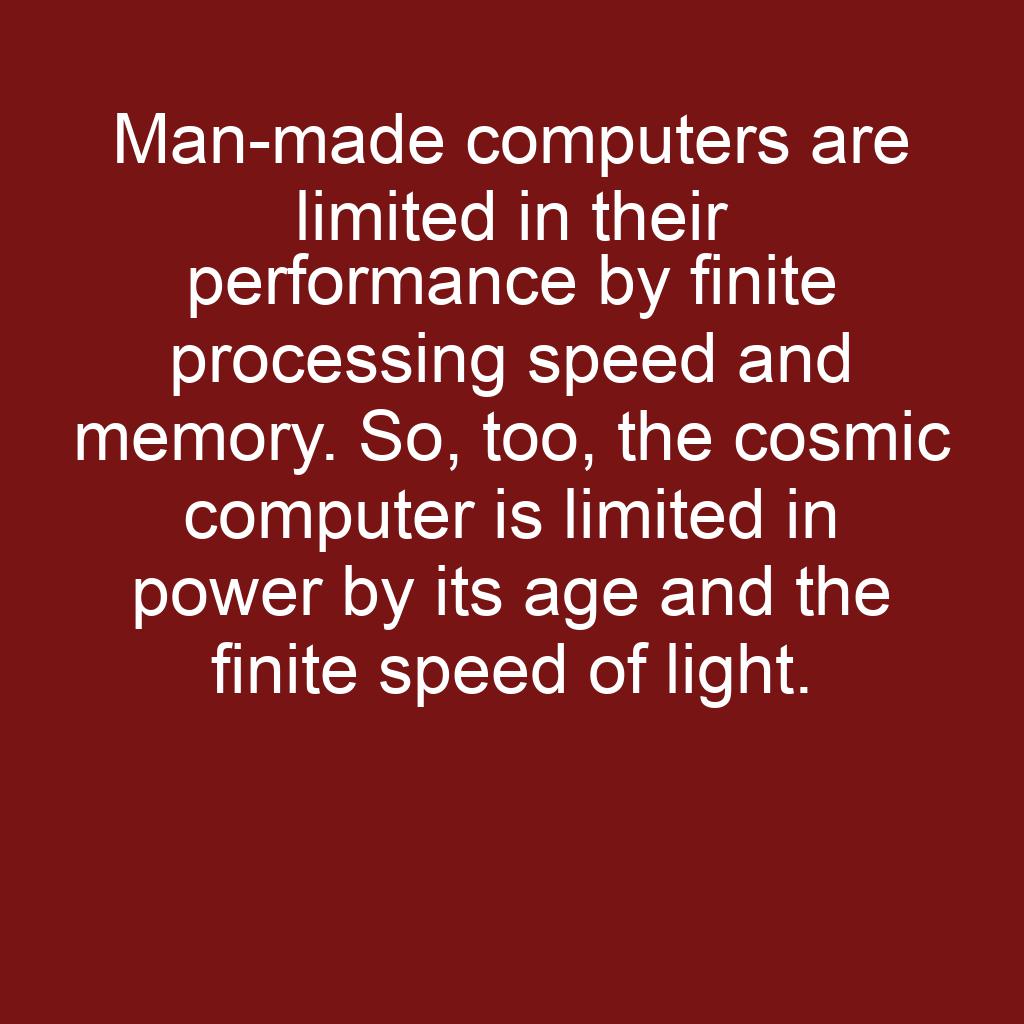 Man-made computers are
limited in their
performance by finite
processing speed and
memory. So, too, the cosmic
computer is limited in
power by its age and the
finite speed of light.